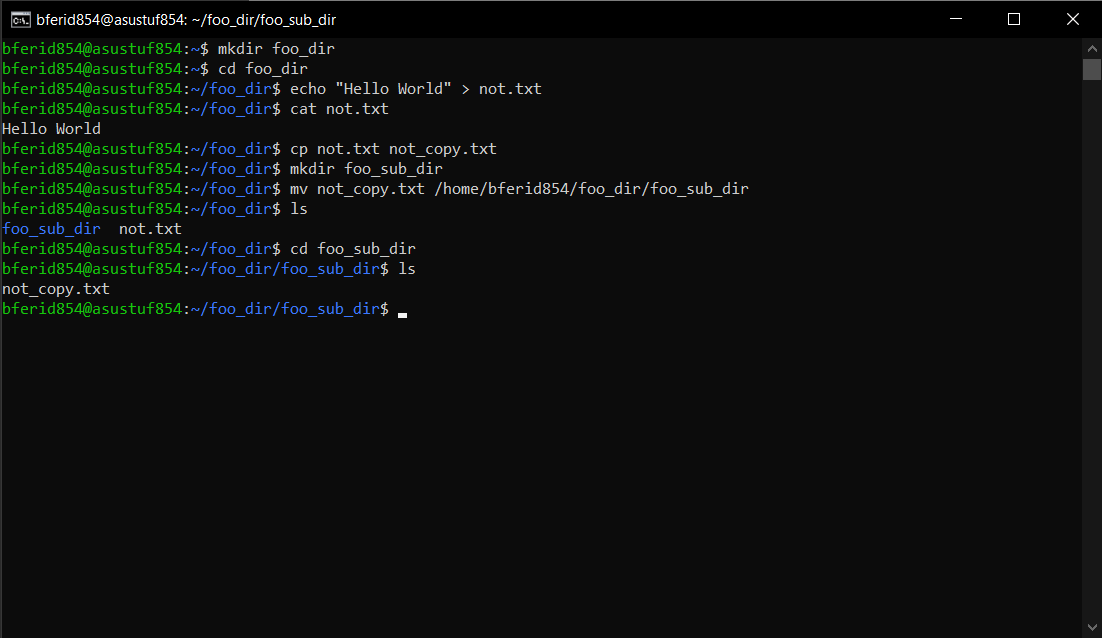 bferid854@asustuf854: ~/foo_dir/foo_sub_dir
bferid854@asustuf854:~$ mkdir foo_dir
bferid854@asustuf854:~$ cd foo_dir
bferid854@asustuf854:~/foo_dir$ echo "Hello World" > not.txt
bferid854@asustuf854:~/foo_dir$ cat not.txt
Hello World
bferid854@asustuf854:~/foo_dir$ cp not.txt not_copy.txt
bferid854@asustuf854:~/foo_dir$ mkdir foo_sub_dir
bferid854@asustuf854:~/foo_dir$ mv not_copy.txt /home/bferid854/foo_dir/foo_sub_dir
bferid854@asustuf854:~/foo_dir$ ls
foo_sub_dir  not.txt
bferid854@asustuf854:~/foo_dir$ cd foo_sub_dir
bferid854@asustuf854:~/foo_dir/foo_sub_dir$ ls
not_copy.txt
bferid854@asustuf854:~/foo_dir/foo_sub_dir$